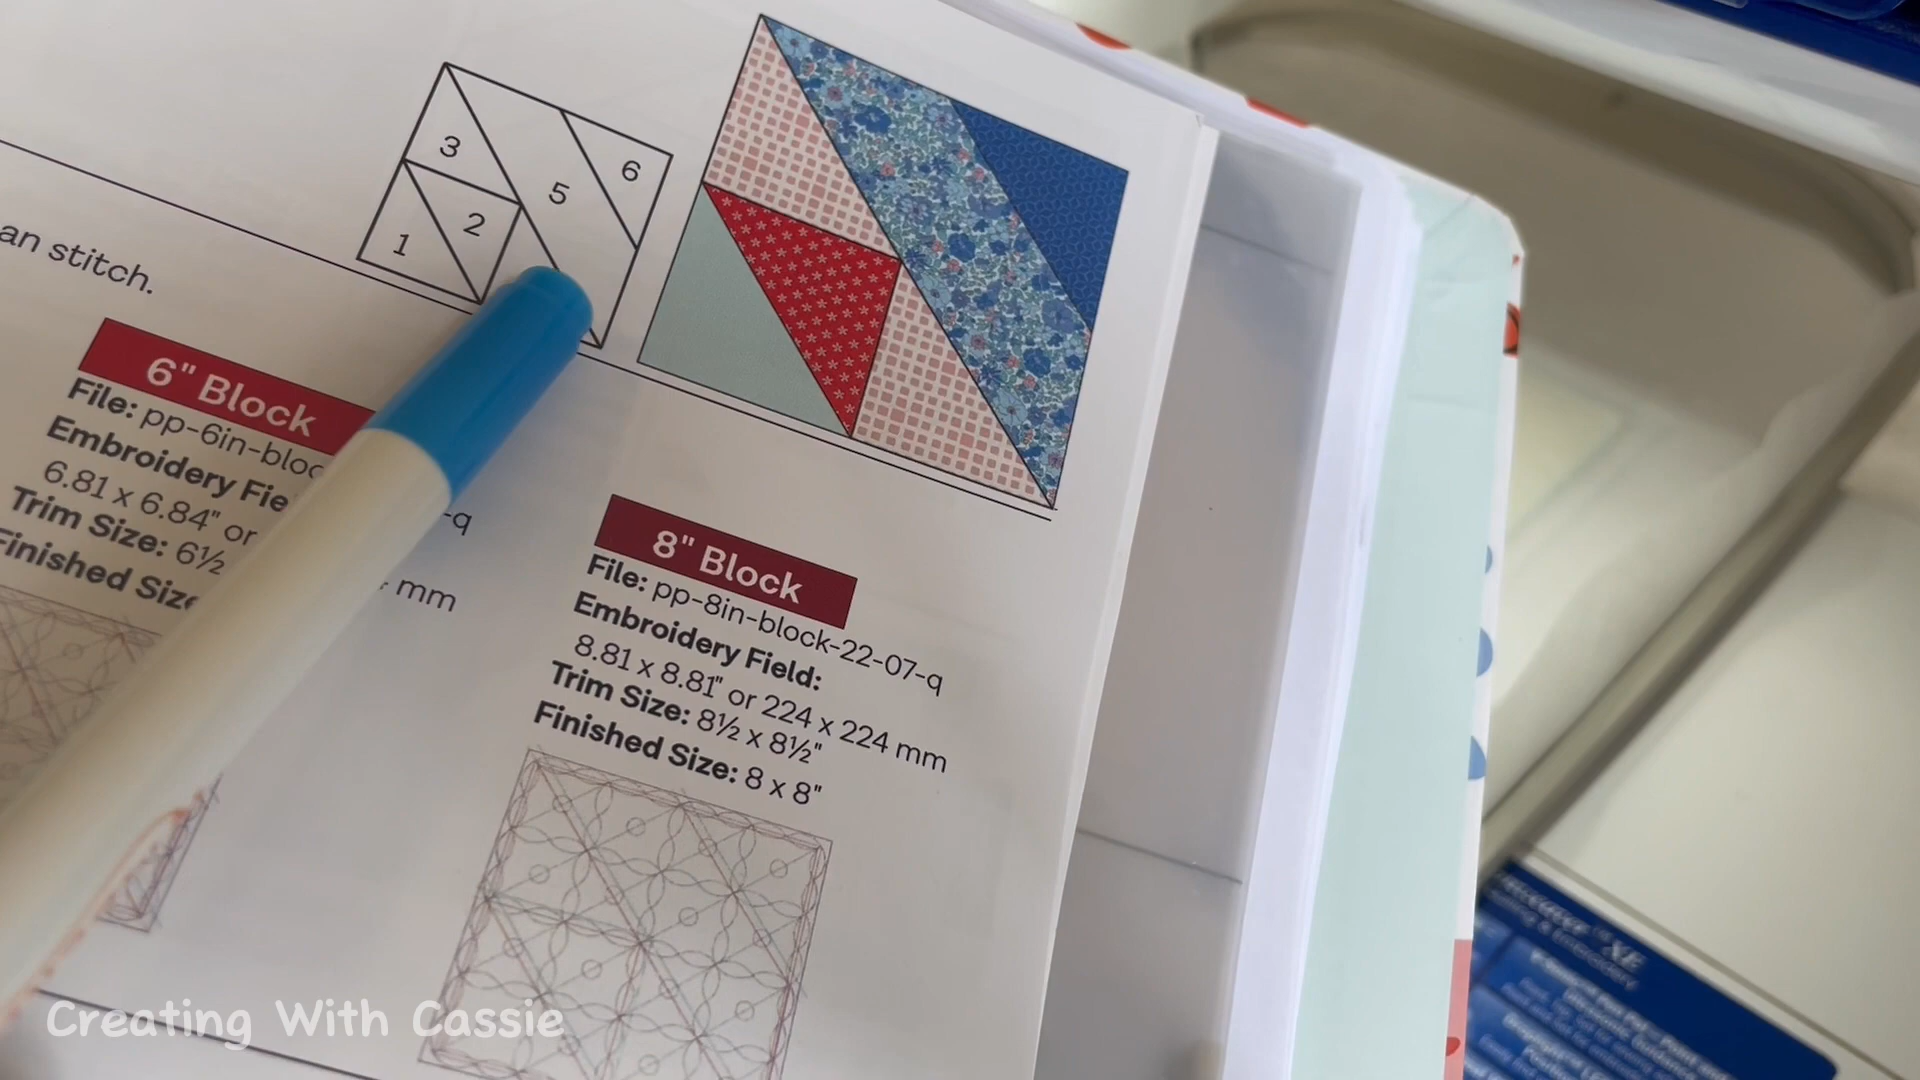 3
6
5
2
1
an stitch.
6" Block
File: pp-6in-bloc
-q
Embroidery Fie
6.81 x 6.84" or
mm
Trim Size: 6½
Finished Size
8" Block
File: pp-8in-block-22-07-q
Embroidery Field:
8.81 x 8.81" or 224 x 224 mm
Trim Size: 8½ x 8½"
Finished Size: 8 x 8"
XE
Creating With Cassie